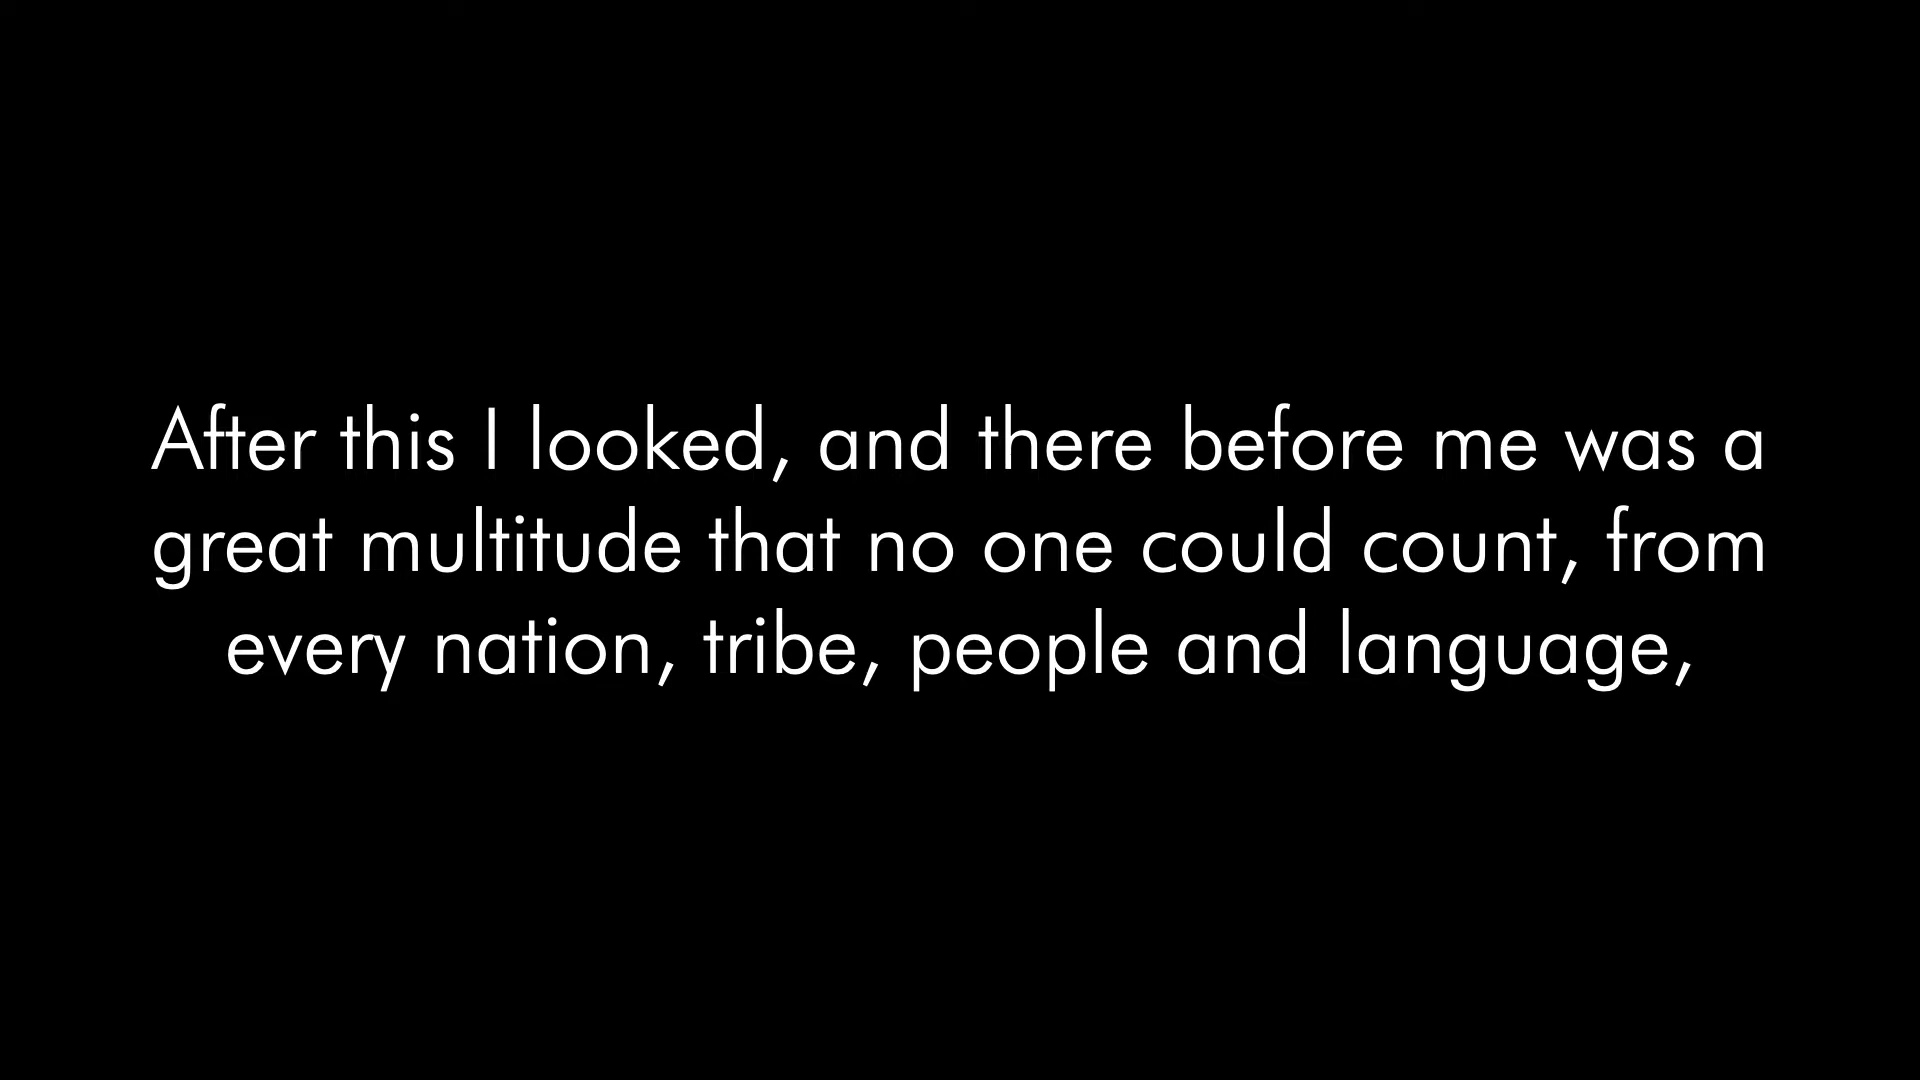 After this I looked, and there before me was a
great multitude that no one could count, from
every nation, tribe, people and language,